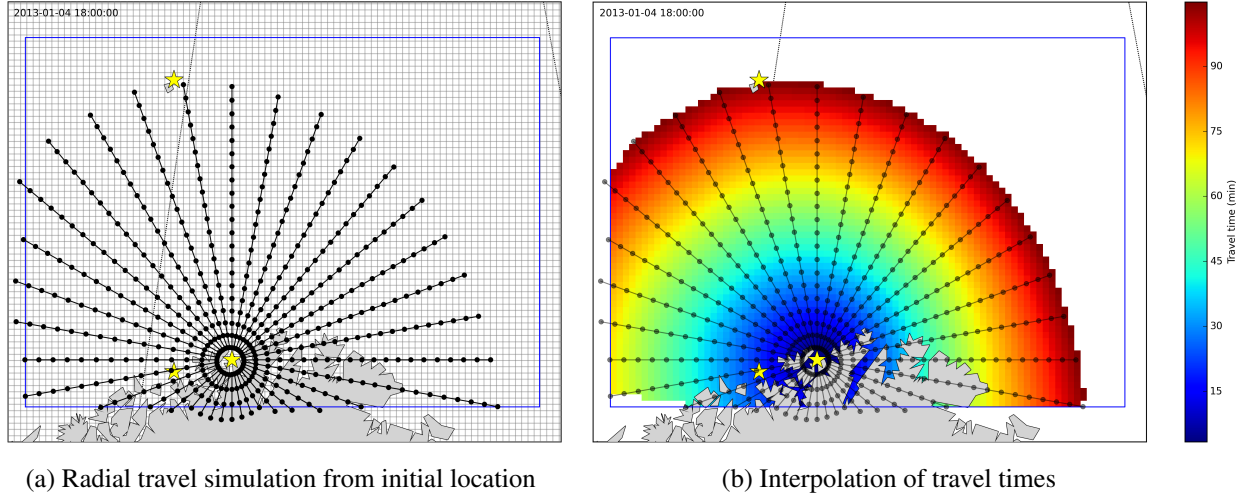 2013-01-04 18:00:00
2013-01-04 18:00:00
90
75
60
45
30
15
Travel time (min)
(a) Radial travel simulation from initial location
(b) Interpolation of travel times